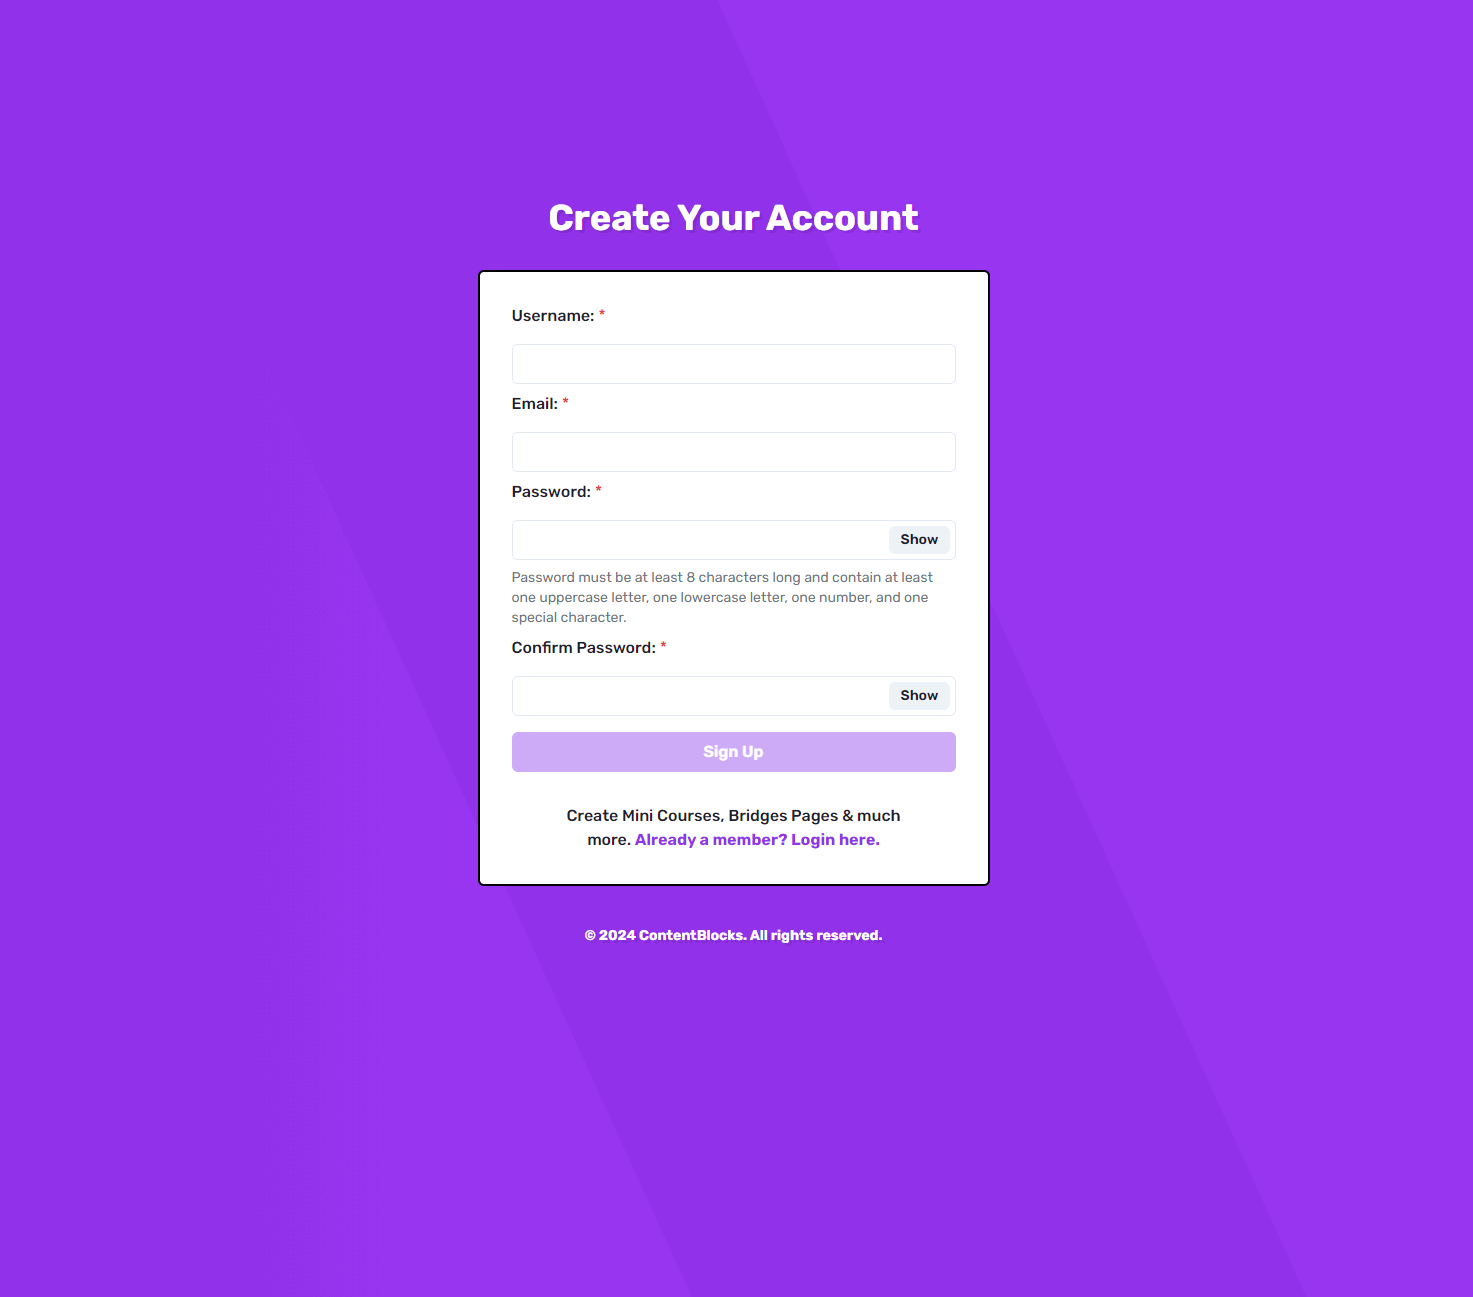 Create Your Account
Username: *
Email: *
Password: *
Show
Password must be at least 8 characters long and contain at least
one uppercase letter, one lowercase letter, one number, and one
special character.
Confirm Password: *
Show
Sign Up
Create Mini Courses, Bridges Pages & much
more. Already a member? Login here.
© 2024 ContentBlocks. All rights reserved.